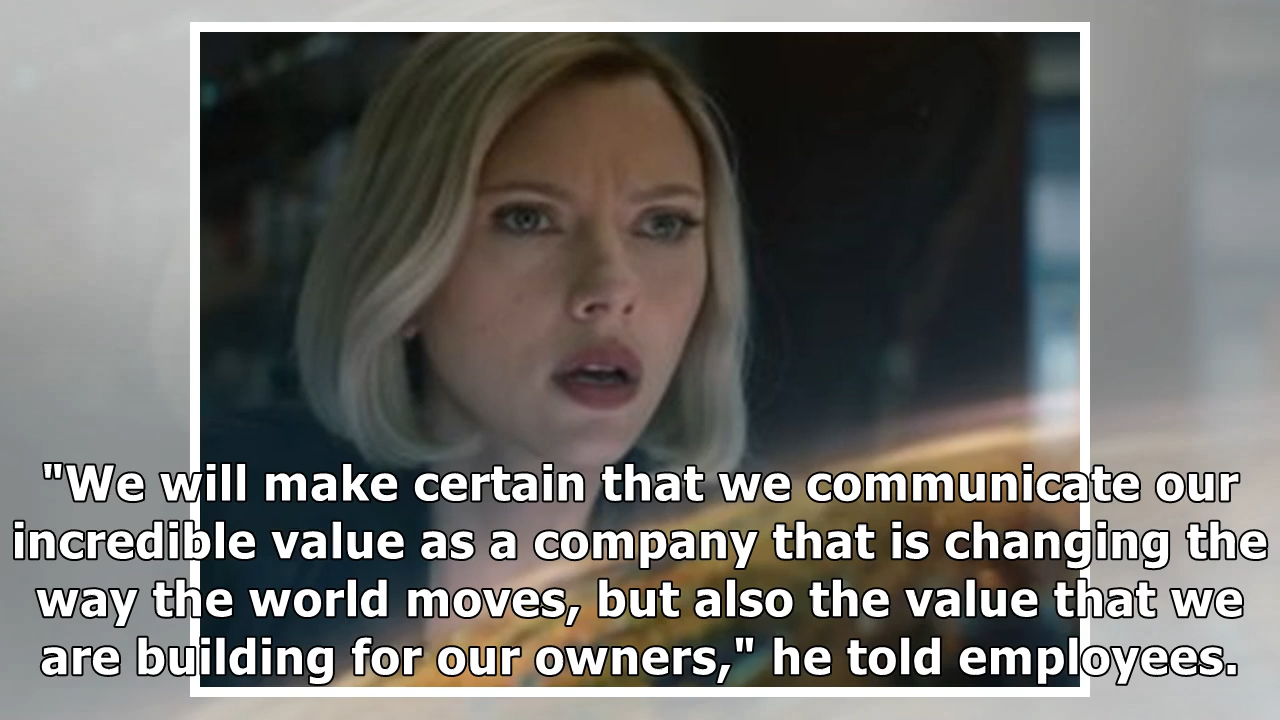 "We will make certain that we communicate our
incredible value as a company that is changing the
way the world moves, but also the value that we
are building for our owners," he told employees.